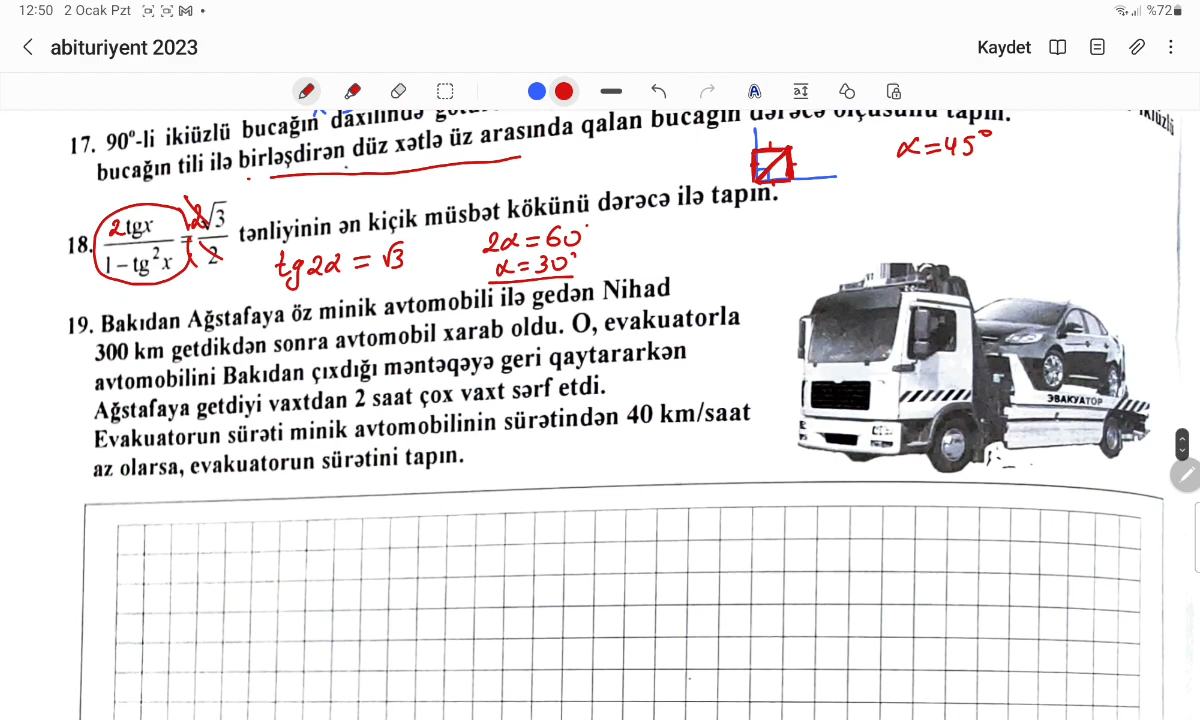 12:50 2 Ocak Pzt %72
abituriyent 2023 Kaydet
17. 90º-li ikiüzlü bucağın daxilində
bucağın tili ilə birləşdirən düz xətlə üz arasında qalan bucağın dərəcə ölçüsünü tapın.
ikiüzlü
α=45°
18. 2tgx / 1 – tg²x = 2√3 / 2 tənliyinin ən kiçik müsbət kökünü dərəcə ilə tapın.
tg2α = √3
2α=60°
α=30°
19. Bakıdan Ağstafaya öz minik avtomobili ilə gedən Nihad
300 km getdikdən sonra avtomobil xarab oldu. O, evakuatorla
avtomobilini Bakıdan çıxdığı məntəqəyə geri qaytararkən
Ağstafaya getdiyi vaxtdan 2 saat çox vaxt sərf etdi.
Evakuatorun sürəti minik avtomobilinin sürətindən 40 km/saat
az olarsa, evakuatorun sürətini tapın.
ЭВАКУАТОР